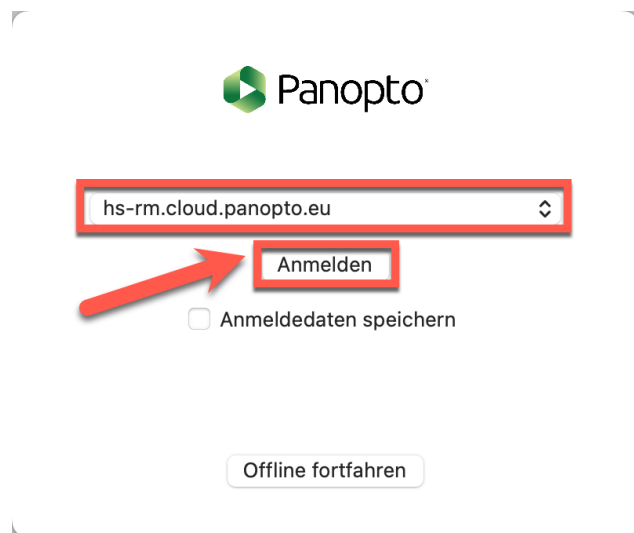 Panopto
hs-rm.cloud.panopto.eu
Anmelden
Anmeldedaten speichern
Offline fortfahren